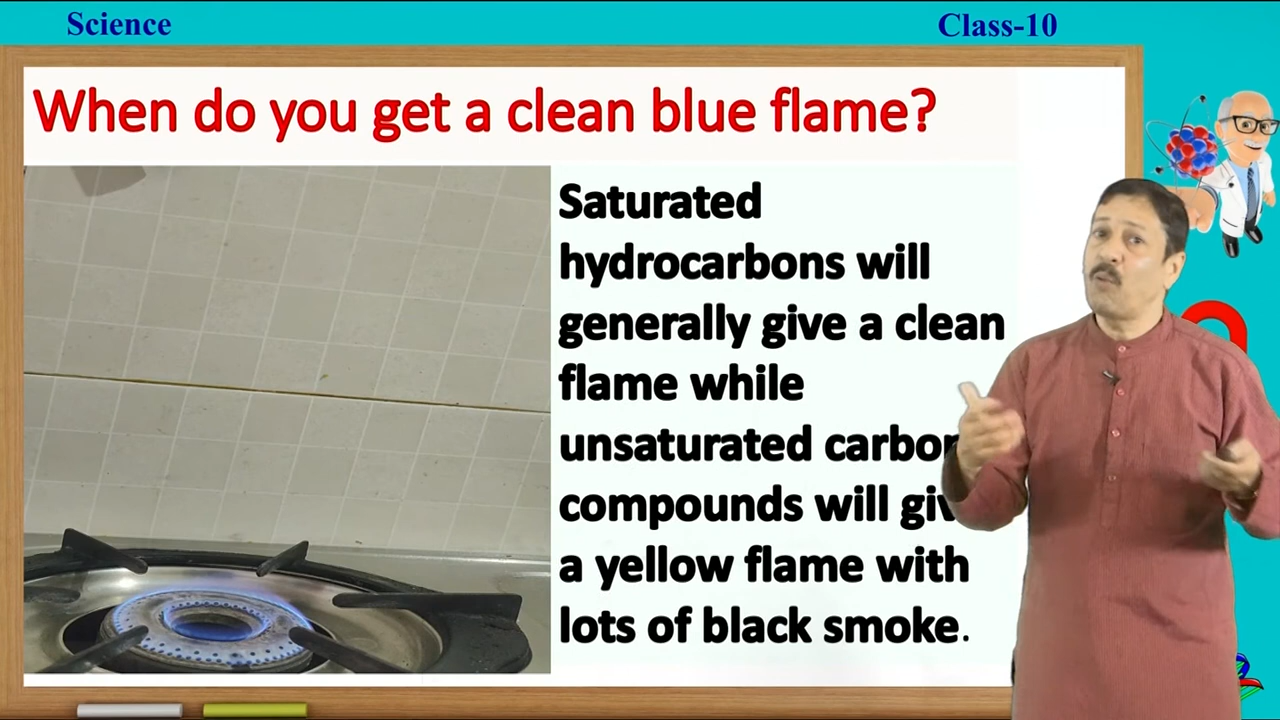 Science
Class-10
When do you get a clean blue flame?
Saturated
hydrocarbons will
generally give a clean
flame while
unsaturated carbon
compounds will give
a yellow flame with
lots of black smoke.